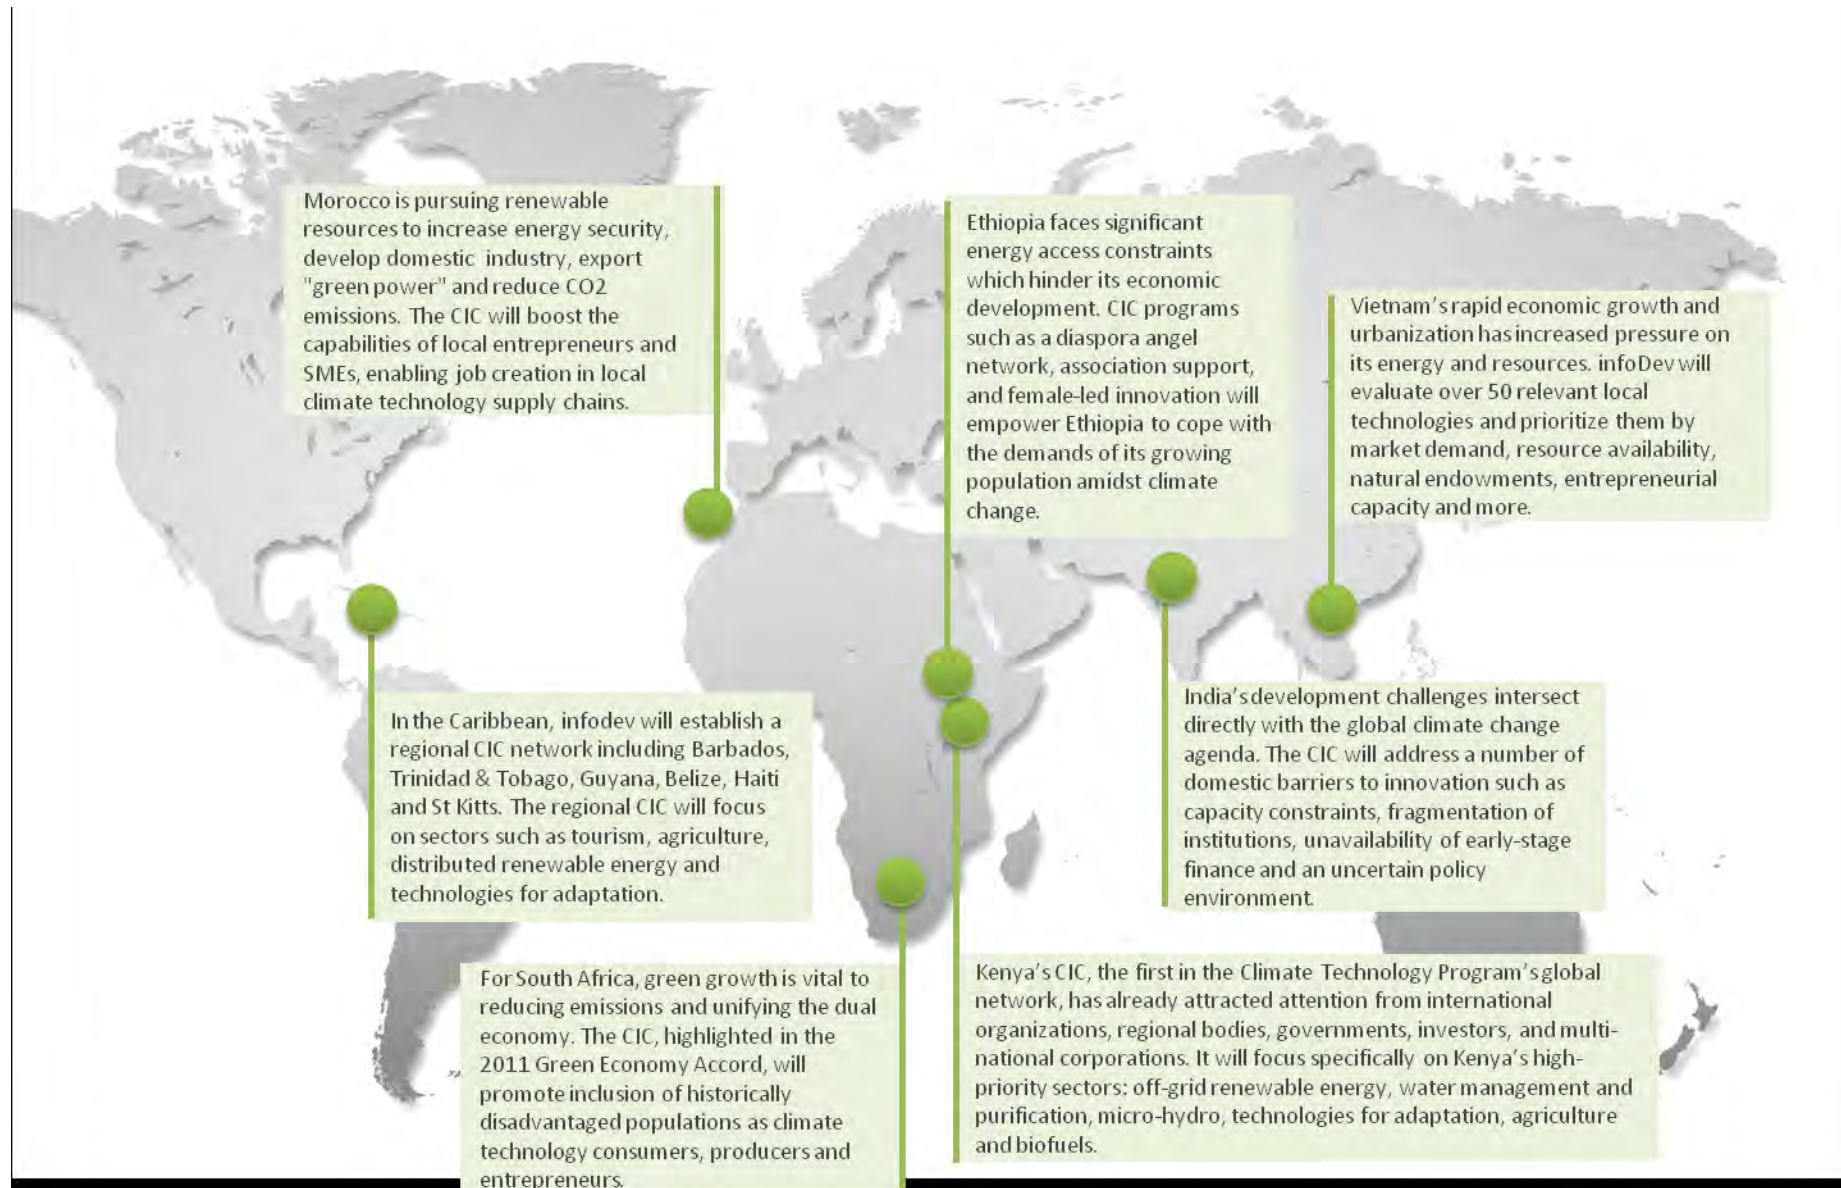 Morocco is pursuing renewable
resources to increase energy security,
develop domestic industry, export
"green power" and reduce CO2
emissions. The CIC will boost the
capabilities of local entrepreneurs and
SMEs, enabling job creation in local
climate technology supply chains.
Ethiopia faces significant
energy access constraints
which hinder its economic
development. CIC programs
such as a diaspora angel
network, association support,
and female-led innovation will
empower Ethiopia to cope with
the demands of its growing
population amidst climate
change.
Vietnam's rapid economic growth and
urbanization has increased pressure on
its energy and resources. infoDev will
evaluate over 50 relevant local
technologies and prioritize them by
market demand, resource availability,
natural endowments, entrepreneurial
capacity and more.
In the Caribbean, infodev will establish a
regional CIC network including Barbados,
Trinidad & Tobago, Guyana, Belize, Haiti
and St Kitts. The regional CIC will focus
on sectors such as tourism, agriculture,
distributed renewable energy and
technologies for adaptation.
India's development challenges intersect
directly with the global climate change
agenda. The CIC will address a number of
domestic barriers to innovation such as
capacity constraints, fragmentation of
institutions, unavailability of early-stage
finance and an uncertain policy
environment.
For South Africa, green growth is vital to
reducing emissions and unifying the dual
economy. The CIC, highlighted in the
2011 Green Economy Accord, will
promote inclusion of historically
disadvantaged populations as climate
technology consumers, producers and
entrepreneurs.
Kenya's CIC, the first in the Climate Technology Program's global
network, has already attracted attention from international
organizations, regional bodies, governments, investors, and multi-
national corporations. It will focus specifically on Kenya's high-
priority sectors: off-grid renewable energy, water management and
purification, micro-hydro, technologies for adaptation, agriculture
and biofuels.